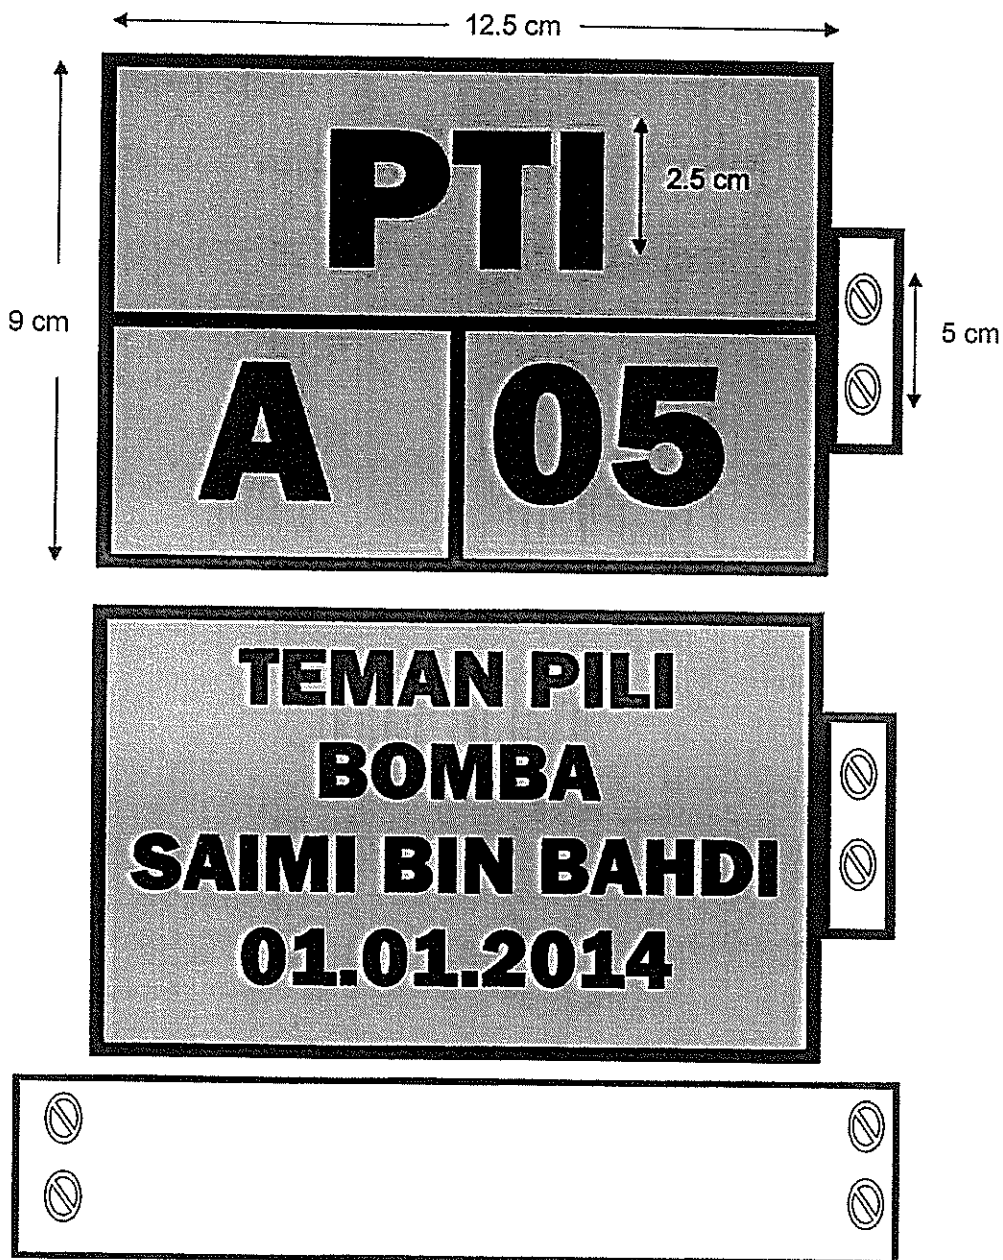 12.5 cm
PTI
2.5 cm
9 cm
5 cm
A 05
TEMAN PILI
BOMBA
SAIMI BIN BAHDI
01.01.2014